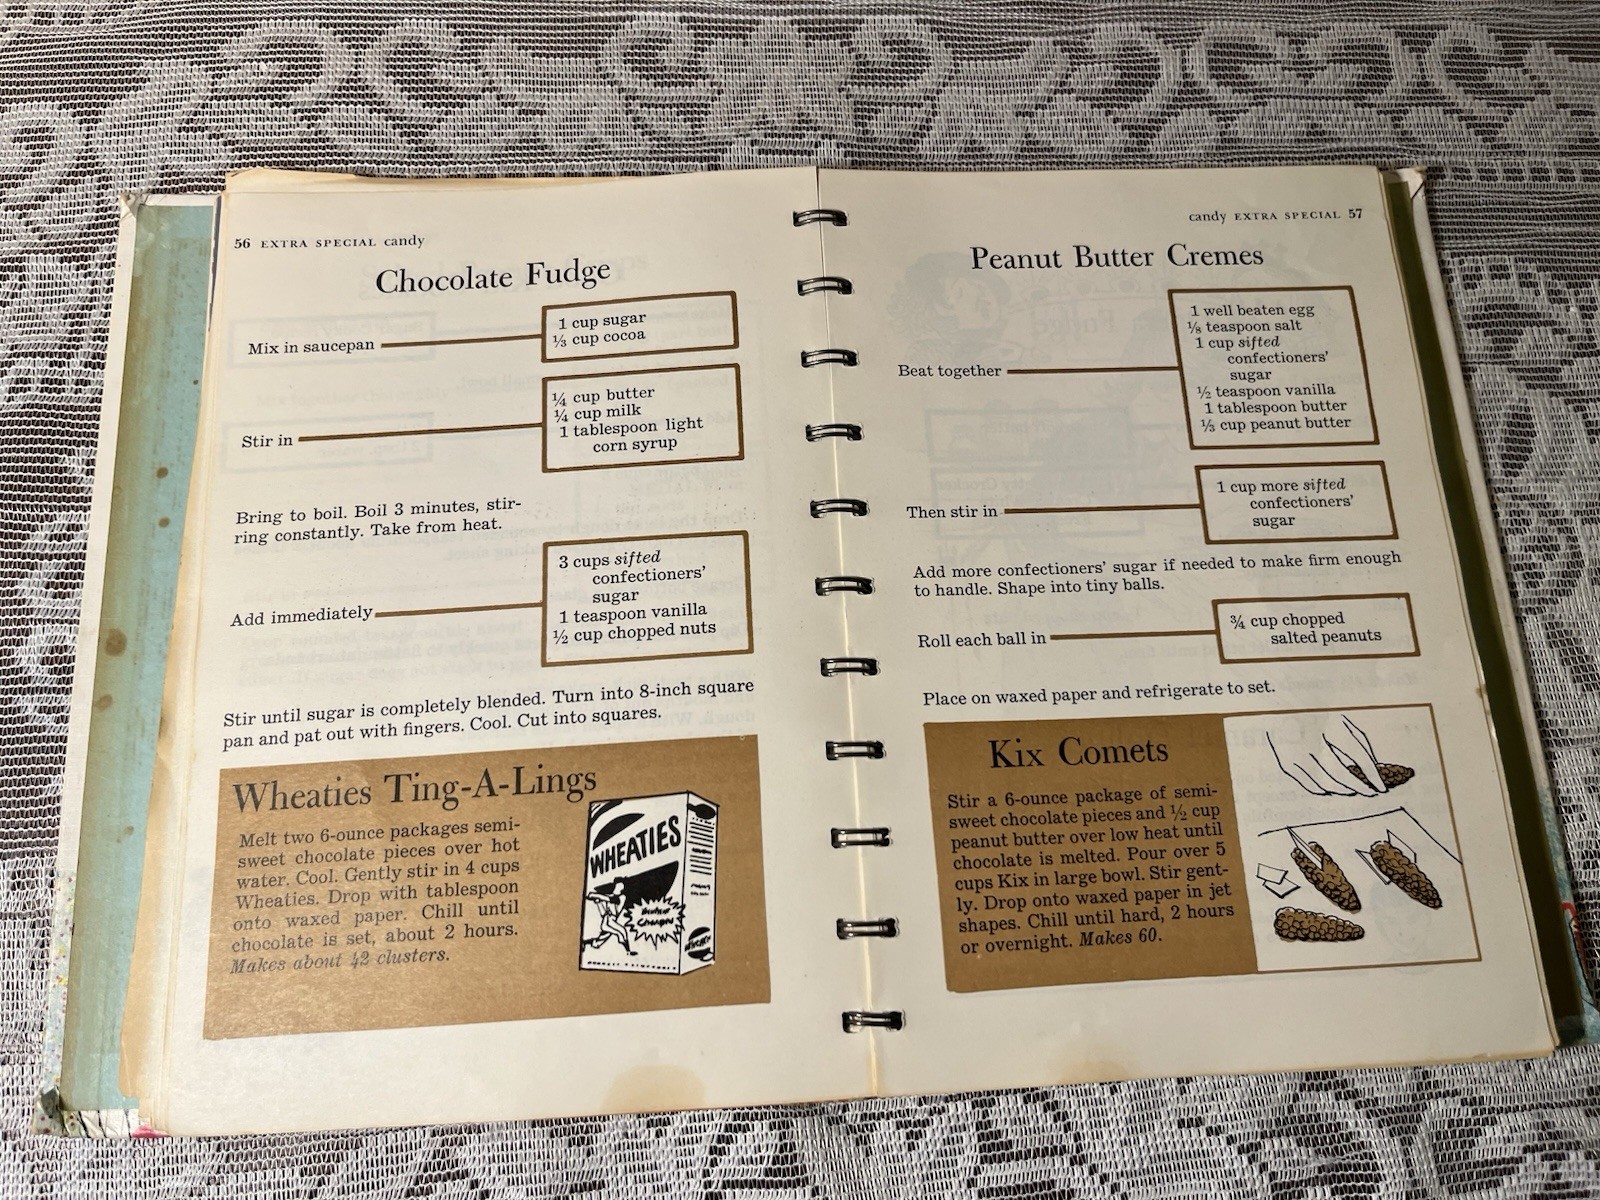 56 EXTRA SPECIAL candy
Chocolate Fudge
Mix in saucepan
1 cup sugar
⅓ cup cocoa
Stir in
¼ cup butter
¼ cup milk
1 tablespoon light
corn syrup
Bring to boil. Boil 3 minutes, stir-
ring constantly. Take from heat.
Add immediately
3 cups sifted
confectioners'
sugar
1 teaspoon vanilla
½ cup chopped nuts
Stir until sugar is completely blended. Turn into 8-inch square
pan and pat out with fingers. Cool. Cut into squares.
Wheaties Ting-A-Lings
Melt two 6-ounce packages semi-
sweet chocolate pieces over hot
water. Cool. Gently stir in 4 cups
Wheaties. Drop with tablespoon
onto waxed paper. Chill until
chocolate is set, about 2 hours.
Makes about 42 clusters.
WHEATIES
candy EXTRA SPECIAL 57
Peanut Butter Cremes
Beat together
1 well beaten egg
⅛ teaspoon salt
1 cup sifted
confectioners'
sugar
½ teaspoon vanilla
1 tablespoon butter
⅓ cup peanut butter
Then stir in
1 cup more sifted
confectioners'
sugar
Add more confectioners' sugar if needed to make firm enough
to handle. Shape into tiny balls.
Roll each ball in
¾ cup chopped
salted peanuts
Place on waxed paper and refrigerate to set.
Kix Comets
Stir a 6-ounce package of semi-
sweet chocolate pieces and ½ cup
peanut butter over low heat until
chocolate is melted. Pour over 5
cups Kix in large bowl. Stir gent-
ly. Drop onto waxed paper in jet
shapes. Chill until hard, 2 hours
or overnight. Makes 60.